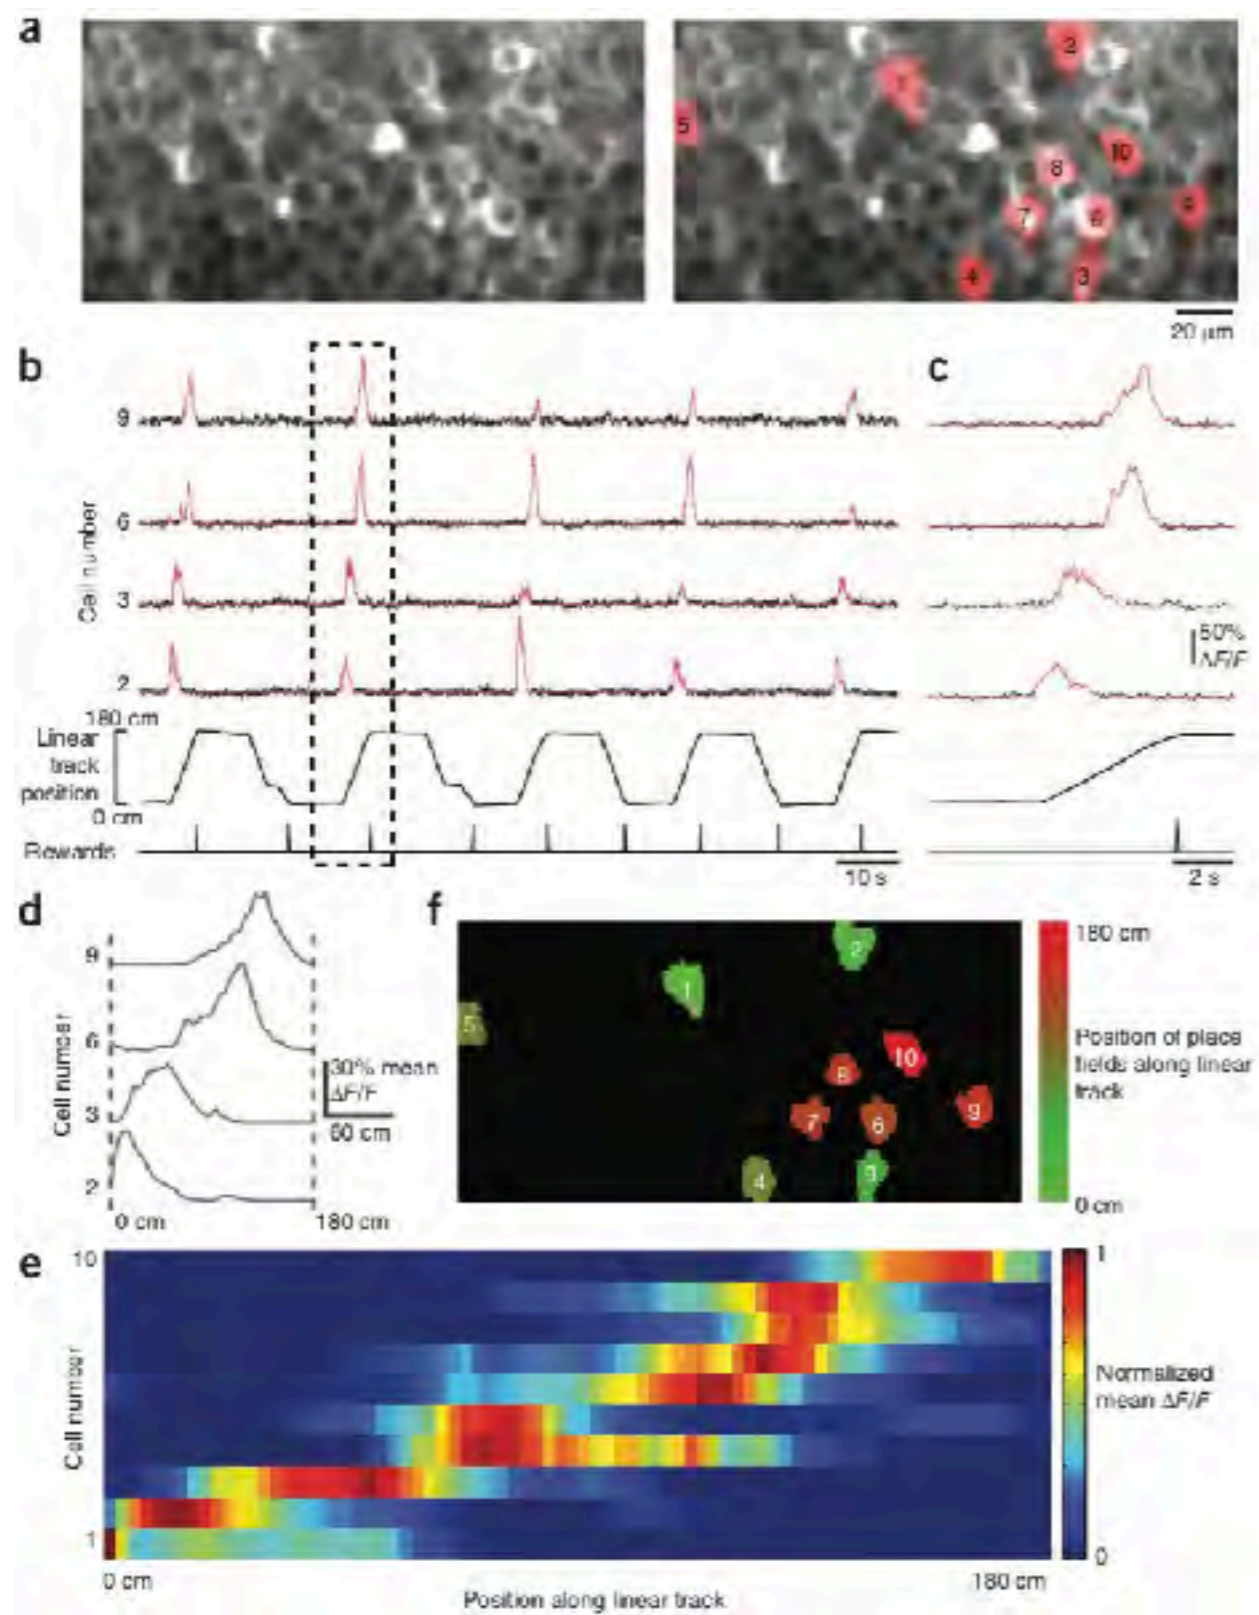 a
2
1
5
10
8
9
7
6
4
3
20 µm
b
c
9
6
3
2
Cell number
50%
ΔF/F
180 cm
Linear
track
position
0 cm
Rewards
10 s
2 s
d
9
6
3
2
Cell number
30% mean
ΔF/F
60 cm
0 cm
180 cm
f
2
1
5
10
8
9
7
6
3
4
180 cm
Position of place
fields along linear
track
0 cm
e
10
1
Cell number
0 cm
Position along linear track
180 cm
1
Normalized
mean ΔF/F
0